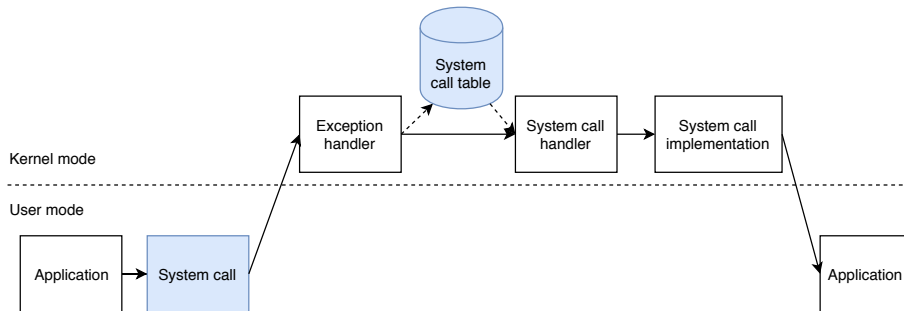 System
call table
Exception
handler
System call
handler
System call
implementation
Kernel mode
User mode
Application
System call
Application